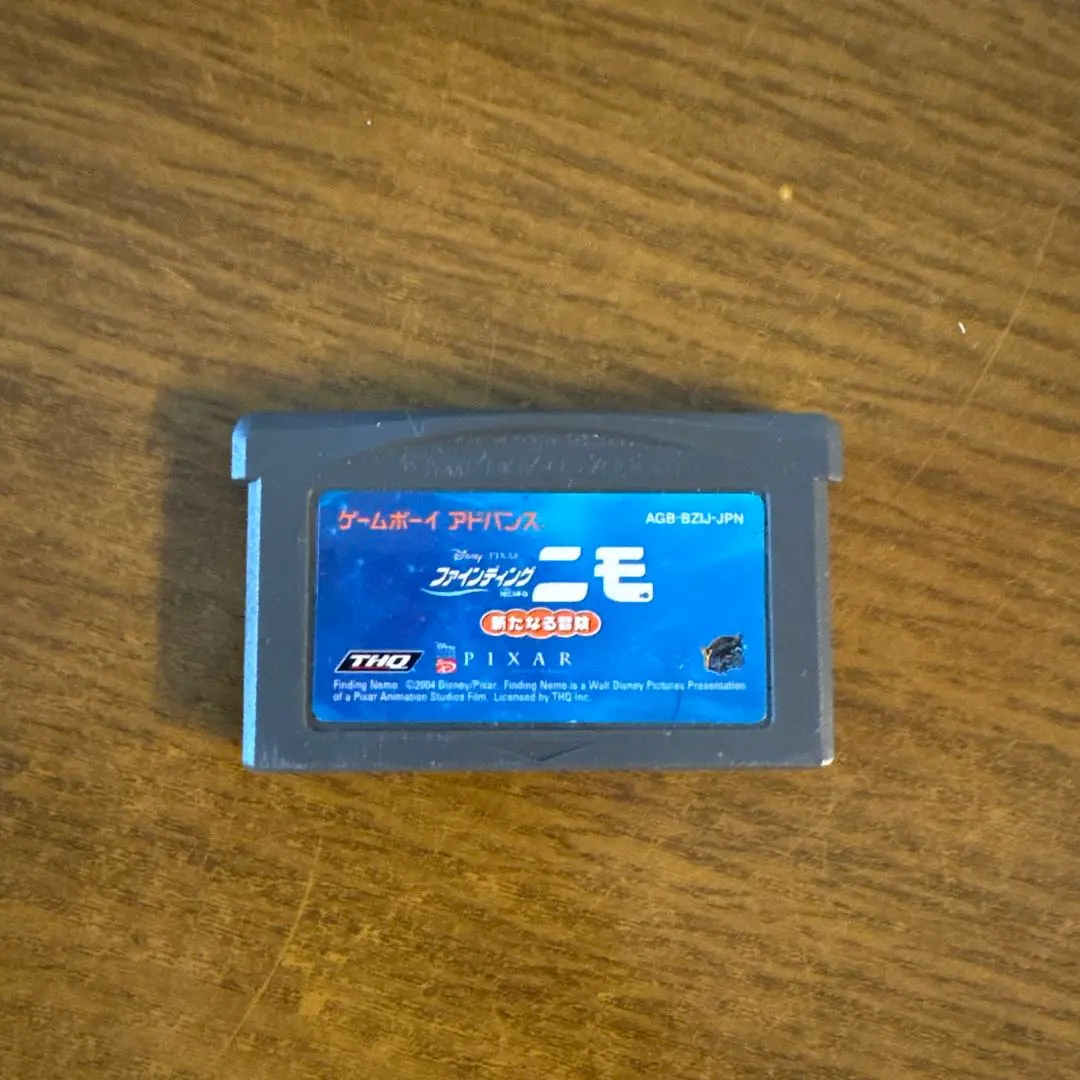 ゲームボーイ アドバンス
AGB-BZIJ-JPN
Disney PIXAR
ファインディング ニモ
新たなる冒険
THQ
Disney
PIXAR
Finding Nemo ©2004 Disney/Pixar. Finding Nemo is a Walt Disney Pictures Presentation
of a Pixar Animation Studios Film. Licensed by THQ Inc.